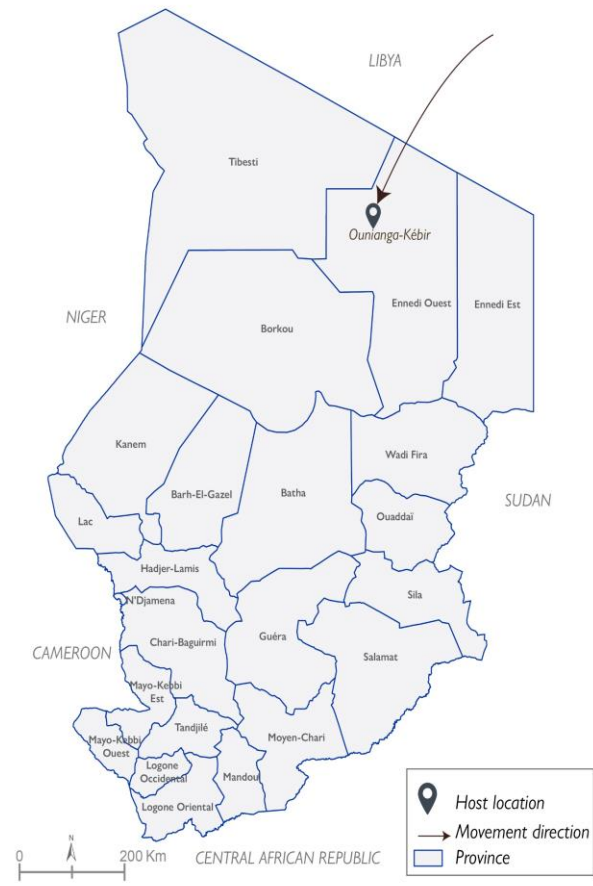 LIBYA
Tibesti
Ounianga-Kébir
Ennedi Ouest
Ennedi Est
NIGER
Borkou
Kanem
Wadi Fira
Barh-El-Gazel
Batha
SUDAN
Lac
Ouaddaï
Hadjer-Lamis
Sila
N'Djamena
Guéra
Chari-Baguirmi
CAMEROON
Salamat
Mayo-Kebbi
Est
Tandjilé
Moyen-Chari
Mayo-Kebbi
Ouest
Logone
Occidental
Mandou
Logone Oriental
Host location
Movement direction
Province
N
0 200 Km
CENTRAL AFRICAN REPUBLIC